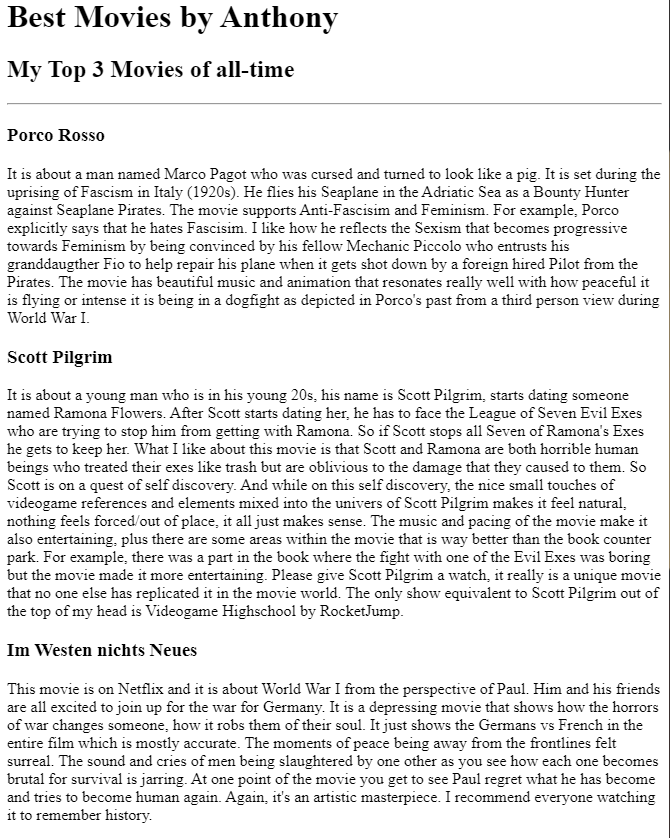 Best Movies by Anthony
My Top 3 Movies of all-time
Porco Rosso
It is about a man named Marco Pagot who was cursed and turned to look like a pig. It is set during the
uprising of Fascism in Italy (1920s). He flies his Seaplane in the Adriatic Sea as a Bounty Hunter
against Seaplane Pirates. The movie supports Anti-Fascisim and Feminism. For example, Porco
explicitly says that he hates Fascisim. I like how he reflects the Sexism that becomes progressive
towards Feminism by being convinced by his fellow Mechanic Piccolo who entrusts his
granddaugther Fio to help repair his plane when it gets shot down by a foreign hired Pilot from the
Pirates. The movie has beautiful music and animation that resonates really well with how peaceful it
is flying or intense it is being in a dogfight as depicted in Porco's past from a third person view during
World War I.
Scott Pilgrim
It is about a young man who is in his young 20s, his name is Scott Pilgrim, starts dating someone
named Ramona Flowers. After Scott starts dating her, he has to face the League of Seven Evil Exes
who are trying to stop him from getting with Ramona. So if Scott stops all Seven of Ramona's Exes
he gets to keep her. What I like about this movie is that Scott and Ramona are both horrible human
beings who treated their exes like trash but are oblivious to the damage that they caused to them. So
Scott is on a quest of self discovery. And while on this self discovery, the nice small touches of
videogame references and elements mixed into the univers of Scott Pilgrim makes it feel natural,
nothing feels forced/out of place, it all just makes sense. The music and pacing of the movie make it
also entertaining, plus there are some areas within the movie that is way better than the book counter
park. For example, there was a part in the book where the fight with one of the Evil Exes was boring
but the movie made it more entertaining. Please give Scott Pilgrim a watch, it really is a unique movie
that no one else has replicated it in the movie world. The only show equivalent to Scott Pilgrim out of
the top of my head is Videogame Highschool by RocketJump.
Im Westen nichts Neues
This movie is on Netflix and it is about World War I from the perspective of Paul. Him and his friends
are all excited to join up for the war for Germany. It is a depressing movie that shows how the horrors
of war changes someone, how it robs them of their soul. It just shows the Germans vs French in the
entire film which is mostly accurate. The moments of peace being away from the frontlines felt
surreal. The sound and cries of men being slaughtered by one other as you see how each one becomes
brutal for survival is jarring. At one point of the movie you get to see Paul regret what he has become
and tries to become human again. Again, it's an artistic masterpiece. I recommend everyone watching
it to remember history.